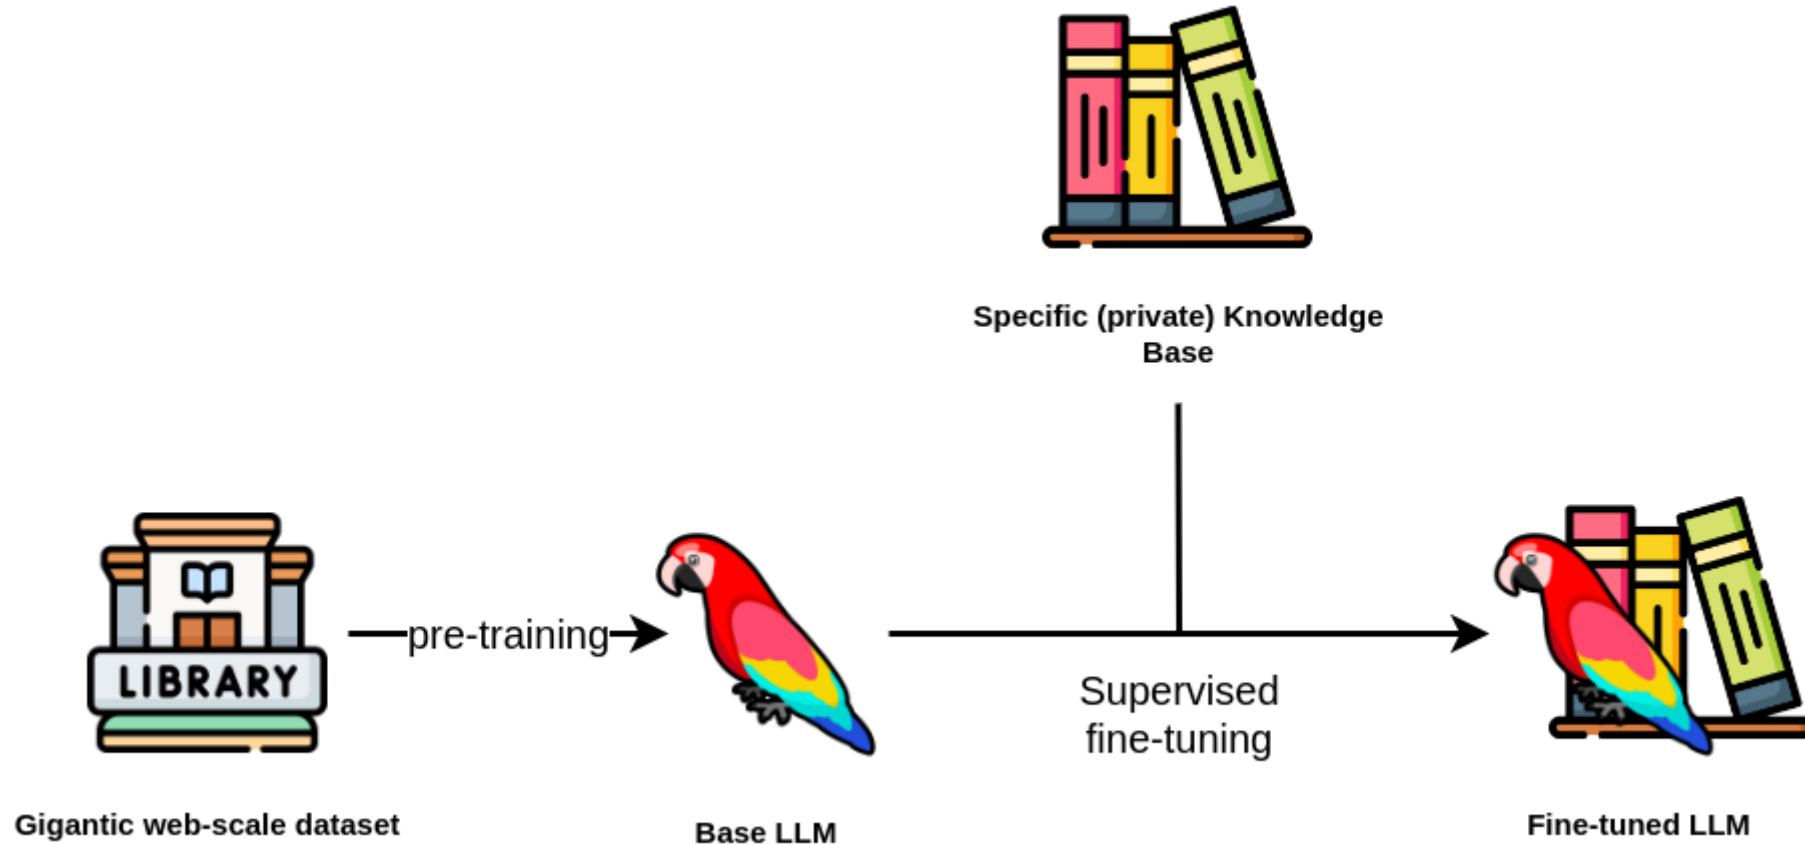 Specific (private) Knowledge
Base
LIBRARY
pre-training
Supervised
fine-tuning
Gigantic web-scale dataset
Base LLM
Fine-tuned LLM